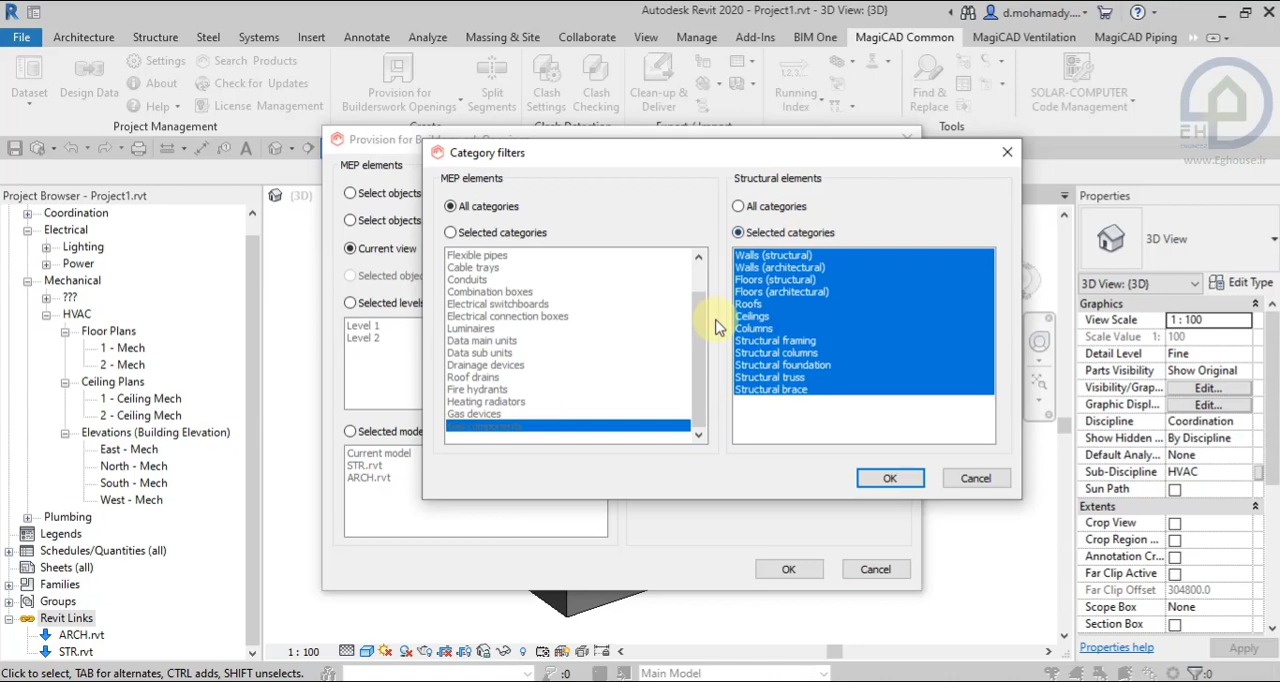 Autodesk Revit 2020 - Project1.rvt - 3D View: {3D}
d.mohamady....
File
Architecture
Structure
Steel
Systems
Insert
Annotate
Analyze
Massing & Site
Collaborate
View
Manage
Add-Ins
BIM One
MagiCAD Common
MagiCAD Ventilation
MagiCAD Piping
Dataset
Design Data
Settings
About
Help
Search Products
Check for Updates
License Management
Provision for
Builderswork Openings
Split
Segments
Clash
Settings
Clash
Checking
Clean-up &
Deliver
Running
Index
Find &
Replace
SOLAR-COMPUTER
Code Management
Project Management
Tools
EH
www.Eghouse.ir
Project Browser - Project1.rvt
Coordination
Electrical
Lighting
Power
Mechanical
???
HVAC
Floor Plans
1 - Mech
2 - Mech
Ceiling Plans
1 - Ceiling Mech
2 - Ceiling Mech
Elevations (Building Elevation)
East - Mech
North - Mech
South - Mech
West - Mech
Plumbing
Legends
Schedules/Quantities (all)
Sheets (all)
Families
Groups
Revit Links
ARCH.rvt
STR.rvt
{3D}
Provision for
MEP elements
Select objects
Select objects
Current view
Selected objec
Selected levels
Level 1
Level 2
Selected mode
Current model
STR.rvt
ARCH.rvt
OK
Cancel
Category filters
MEP elements
All categories
Selected categories
Flexible pipes
Cable trays
Conduits
Combination boxes
Electrical switchboards
Electrical connection boxes
Luminaires
Data main units
Data sub units
Drainage devices
Roof drains
Fire hydrants
Heating radiators
Gas devices
Structural elements
All categories
Selected categories
Walls (structural)
Walls (architectural)
Floors (structural)
Floors (architectural)
Roofs
Ceilings
Columns
Structural framing
Structural columns
Structural foundation
Structural truss
Structural brace
OK
Cancel
Properties
3D View
3D View: {3D}
Edit Type
Graphics
View Scale
1 : 100
Scale Value 1:
100
Detail Level
Fine
Parts Visibility
Show Original
Visibility/Grap...
Edit...
Graphic Displ...
Edit...
Discipline
Coordination
Show Hidden ...
By Discipline
Default Analy...
None
Sub-Discipline
HVAC
Sun Path
Extents
Crop View
Crop Region ...
Annotation Cr...
Far Clip Active
Far Clip Offset
304800.0
Scope Box
None
Section Box
Properties help
Apply
1 : 100
Click to select, TAB for alternates, CTRL adds, SHIFT unselects.
:0
Main Model
:0